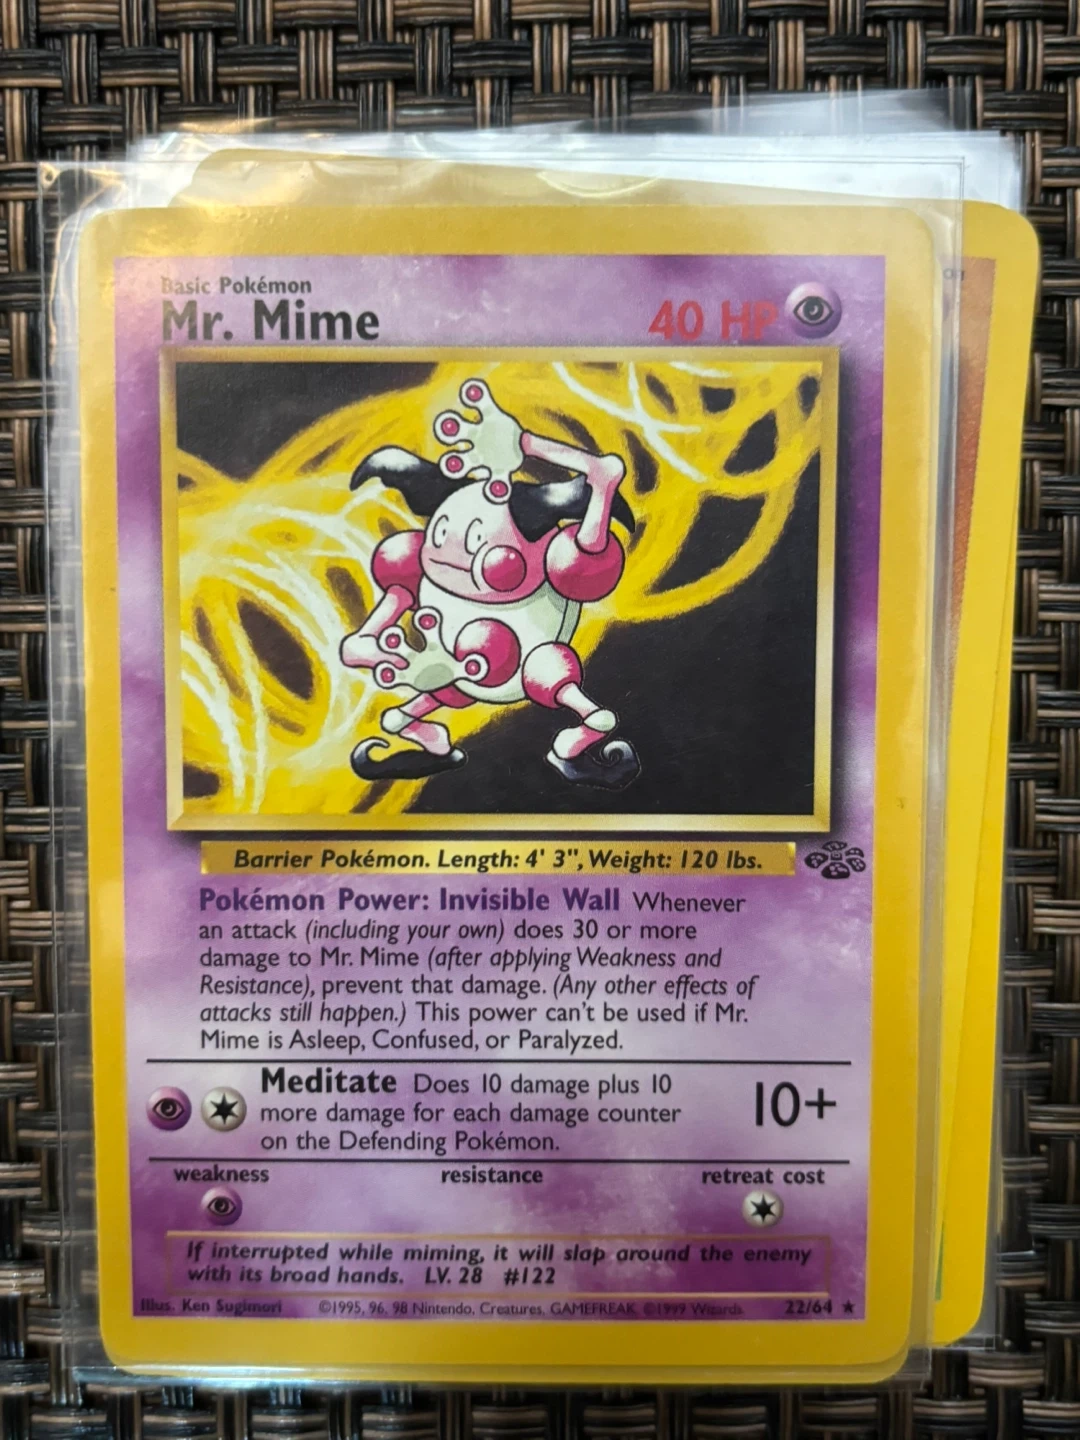 Basic Pokémon
Mr. Mime
40 HP
Barrier Pokémon. Length: 4' 3", Weight: 120 lbs.
Pokémon Power: Invisible Wall Whenever
an attack (including your own) does 30 or more
damage to Mr. Mime (after applying Weakness and
Resistance), prevent that damage. (Any other effects of
attacks still happen.) This power can't be used if Mr.
Mime is Asleep, Confused, or Paralyzed.
Meditate Does 10 damage plus 10
more damage for each damage counter
on the Defending Pokémon.
10+
weakness
resistance
retreat cost
If interrupted while miming, it will slap around the enemy
with its broad hands. LV. 28 #122
Illus. Ken Sugimori ©1995, 96, 98 Nintendo, Creatures, GAMEFREAK. ©1999 Wizards. 22/64 ★